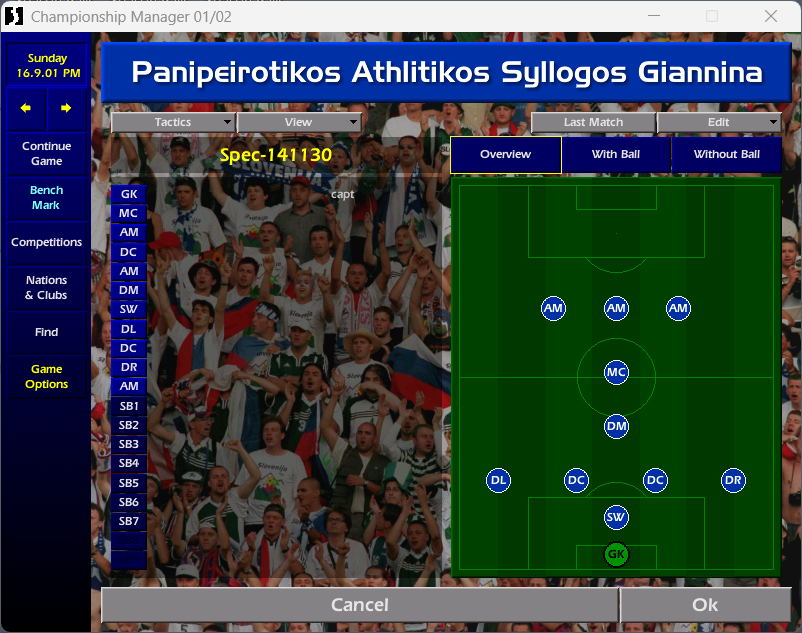 Championship Manager 01/02
Sunday
16.9.01 PM
Panipeirotikos Athlitikos Syllogos Giannina
Tactics
View
Last Match
Edit
Continue
Game
Spec-141130
Overview
With Ball
Without Ball
Bench
Mark
Competitions
Nations
& Clubs
Find
Game
Options
GK
capt
MC
AM
DC
AM
DM
SW
DL
DC
DR
AM
SB1
SB2
SB3
SB4
SB5
SB6
SB7
AM AM AM
MC
DM
DL DC DC DR
SW
GK
Slovenija
Slovenija
Cancel
Ok